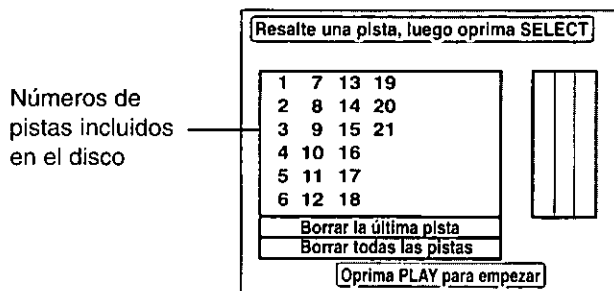 Resalte una pista, luego oprima SELECT
Números de
pistas incluidos
en el disco
1 7 13 19
2 8 14 20
3 9 15 21
4 10 16
5 11 17
6 12 18
Borrar la última pista
Borrar todas las pistas
Oprima PLAY para empezar